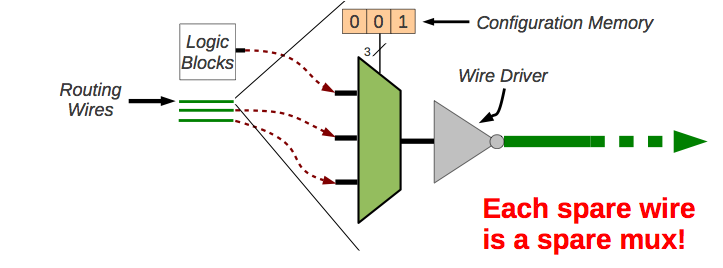 0 0 1
Configuration Memory
3
Logic
Blocks
Wire Driver
Routing
Wires
Each spare wire
is a spare mux!